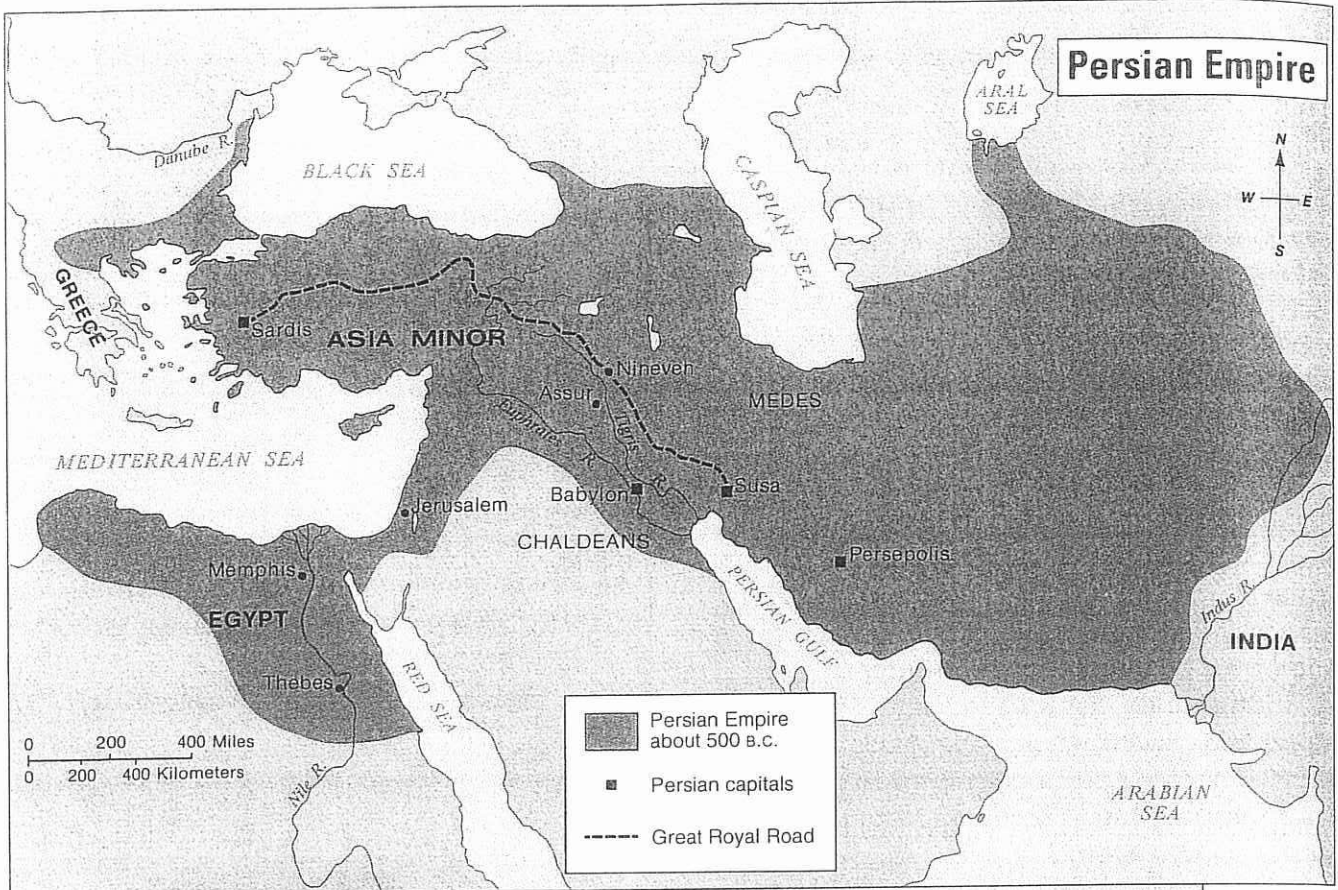 Persian Empire
ARAL
SEA
N
W
E
S
Danube R.
BLACK SEA
CASPIAN SEA
GREECE
Sardis
ASIA MINOR
Nineveh
Assur
MEDES
Euphrates R.
Tigris R.
MEDITERRANEAN SEA
Babylon
Susa
Jerusalem
CHALDEANS
Persepolis
Memphis
PERSIAN GULF
EGYPT
Indus R.
INDIA
Thebes
RED SEA
0 200 400 Miles
0 200 400 Kilometers
Nile R.
Persian Empire
about 500 B.C.
Persian capitals
Great Royal Road
ARABIAN
SEA